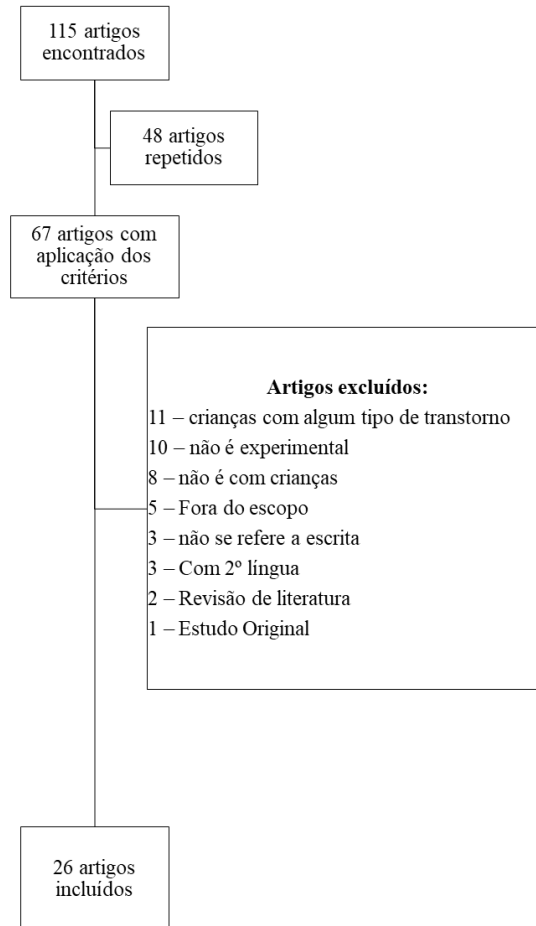 115 artigos
encontrados
48 artigos
repetidos
67 artigos com
aplicação dos
critérios
Artigos excluídos:
11 – crianças com algum tipo de transtorno
10 – não é experimental
8 – não é com crianças
5 – Fora do escopo
3 – não se refere a escrita
3 – Com 2º língua
2 – Revisão de literatura
1 – Estudo Original
26 artigos
incluídos